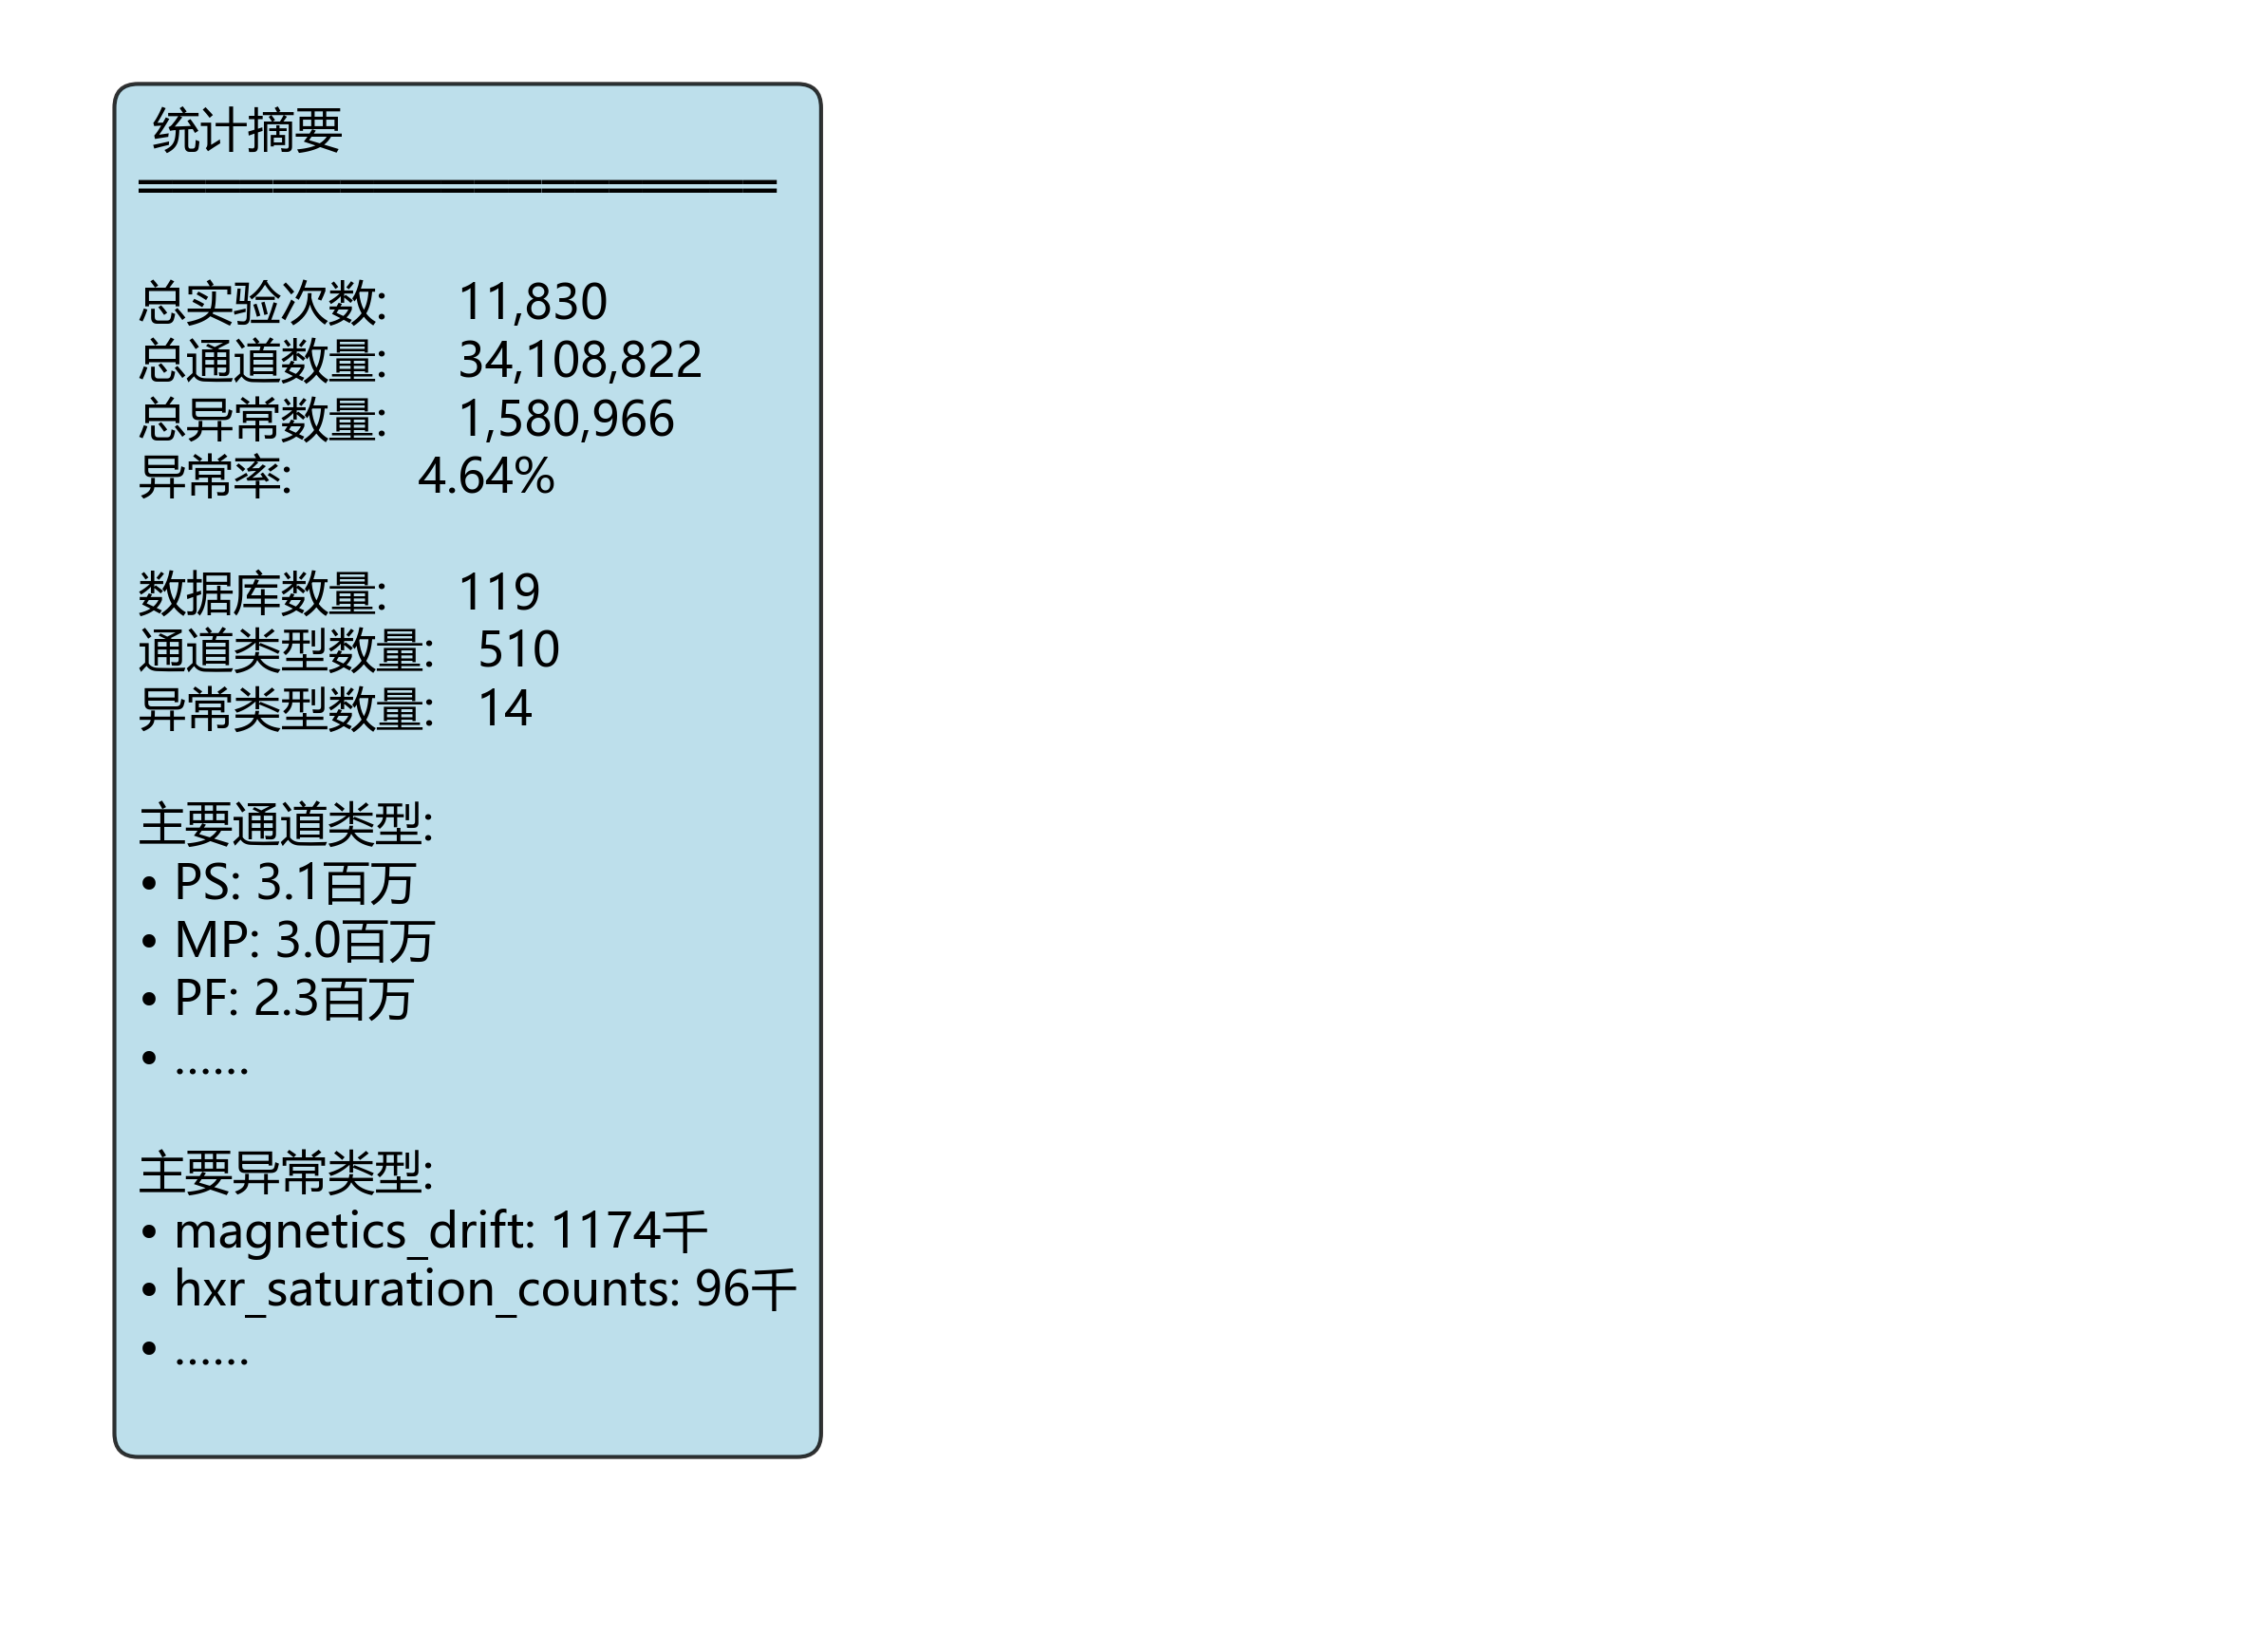 统计摘要
═══════════════════
总实验次数: 11,830
总通道数量: 34,108,822
总异常数量: 1,580,966
异常率: 4.64%
数据库数量: 119
通道类型数量: 510
异常类型数量: 14
主要通道类型:
• PS: 3.1百万
• MP: 3.0百万
• PF: 2.3百万
• ......
主要异常类型:
• magnetics_drift: 1174千
• hxr_saturation_counts: 96千
• ......